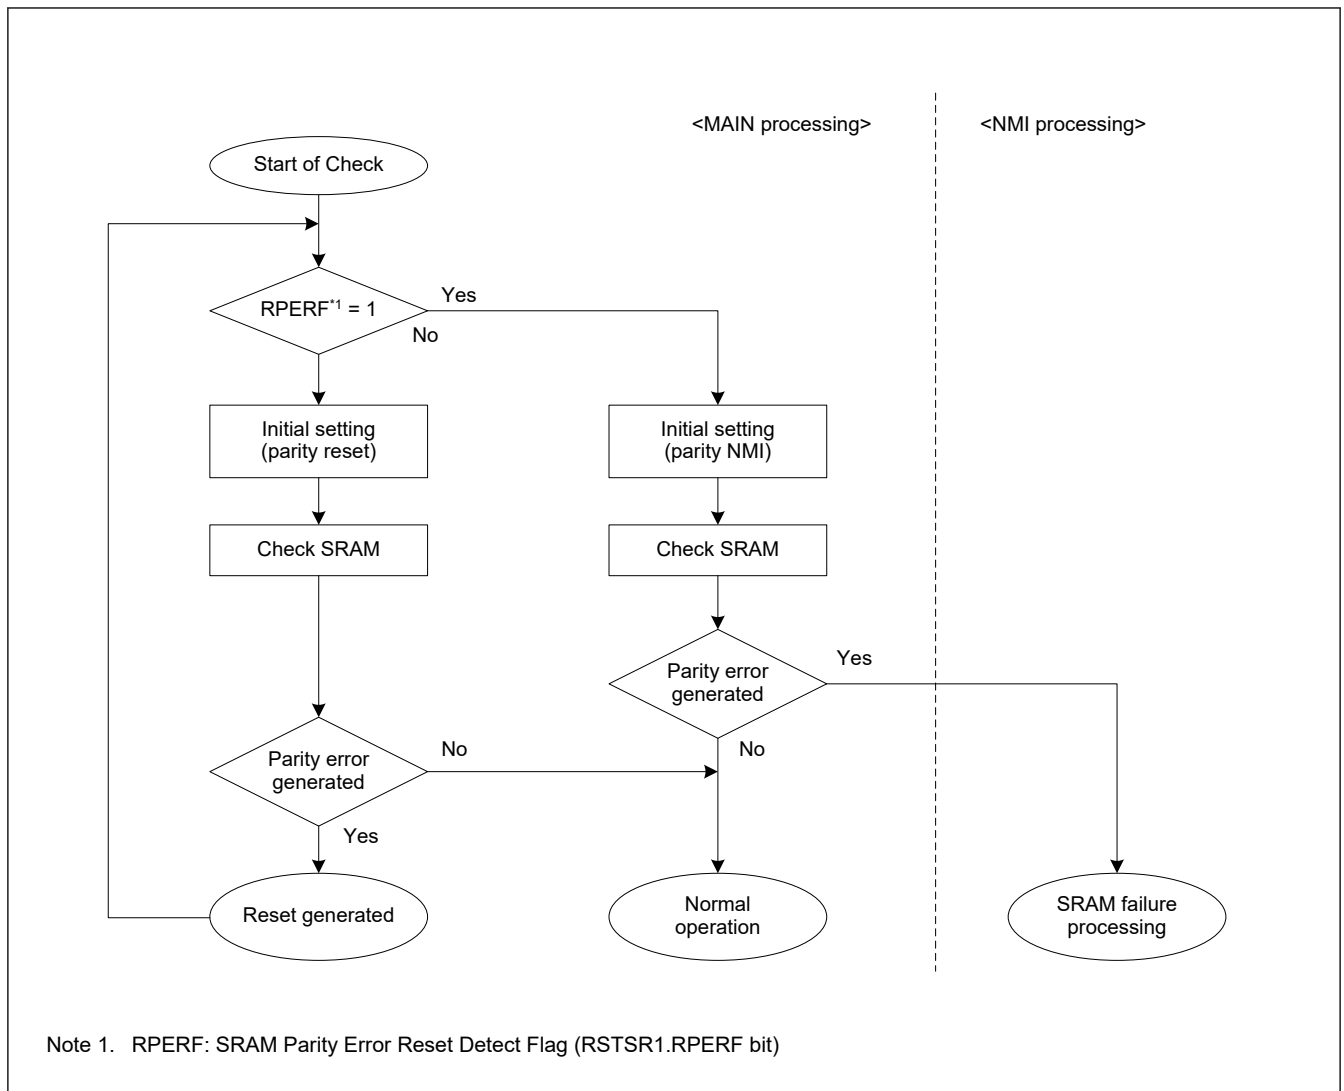 <MAIN processing>
<NMI processing>
Start of Check
RPERF*1 = 1
Yes
No
Initial setting
(parity reset)
Initial setting
(parity NMI)
Check SRAM
Check SRAM
Parity error
generated
Yes
No
Parity error
generated
No
Yes
Reset generated
Normal
operation
SRAM failure
processing
Note 1. RPERF: SRAM Parity Error Reset Detect Flag (RSTSR1.RPERF bit)